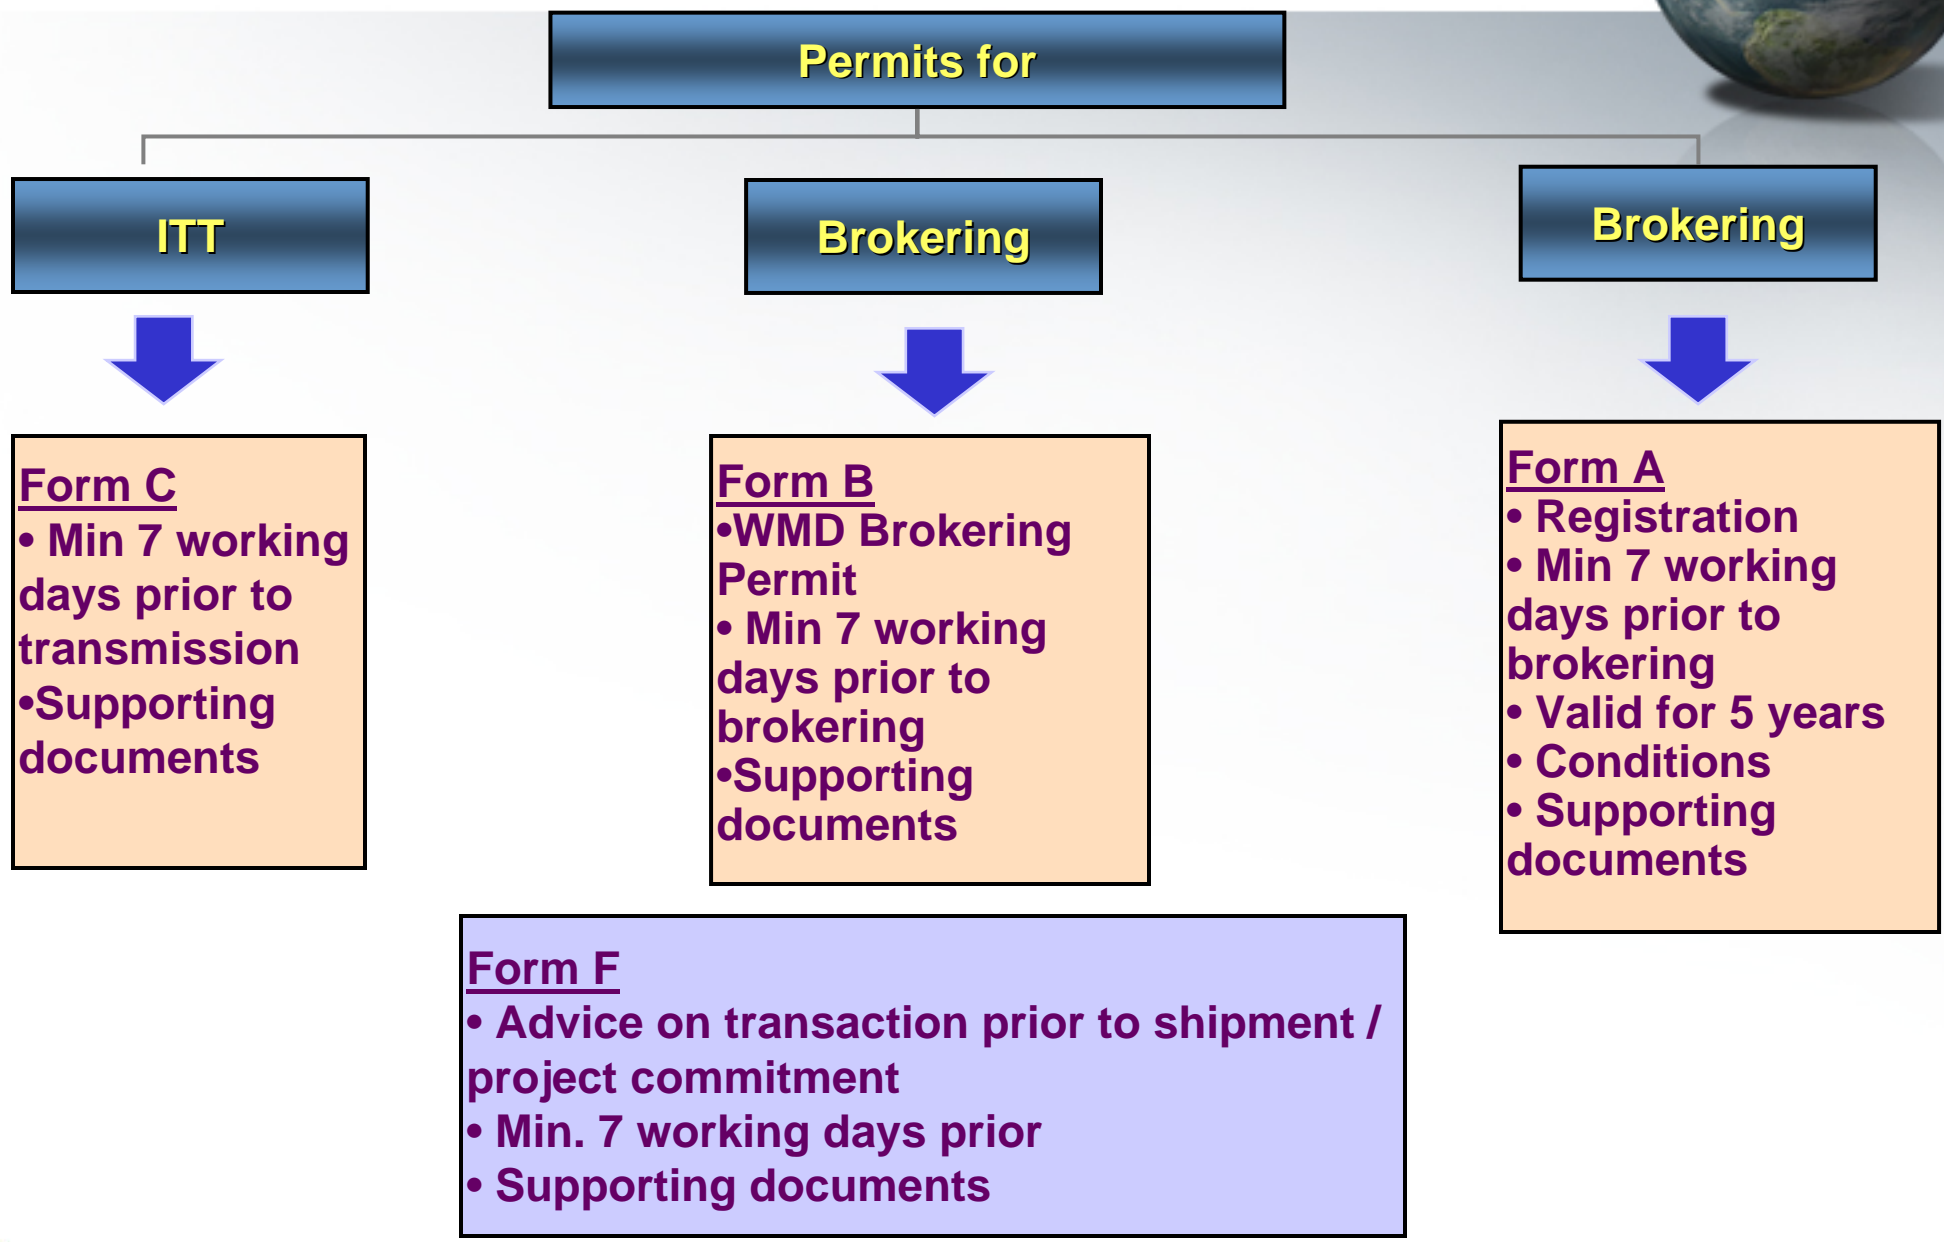 Permits for
ITT
Brokering
Brokering
Form C
• Min 7 working
days prior to
transmission
•Supporting
documents
Form B
•WMD Brokering
Permit
• Min 7 working
days prior to
brokering
•Supporting
documents
Form A
• Registration
• Min 7 working
days prior to
brokering
• Valid for 5 years
• Conditions
• Supporting
documents
Form F
• Advice on transaction prior to shipment /
project commitment
• Min. 7 working days prior
• Supporting documents